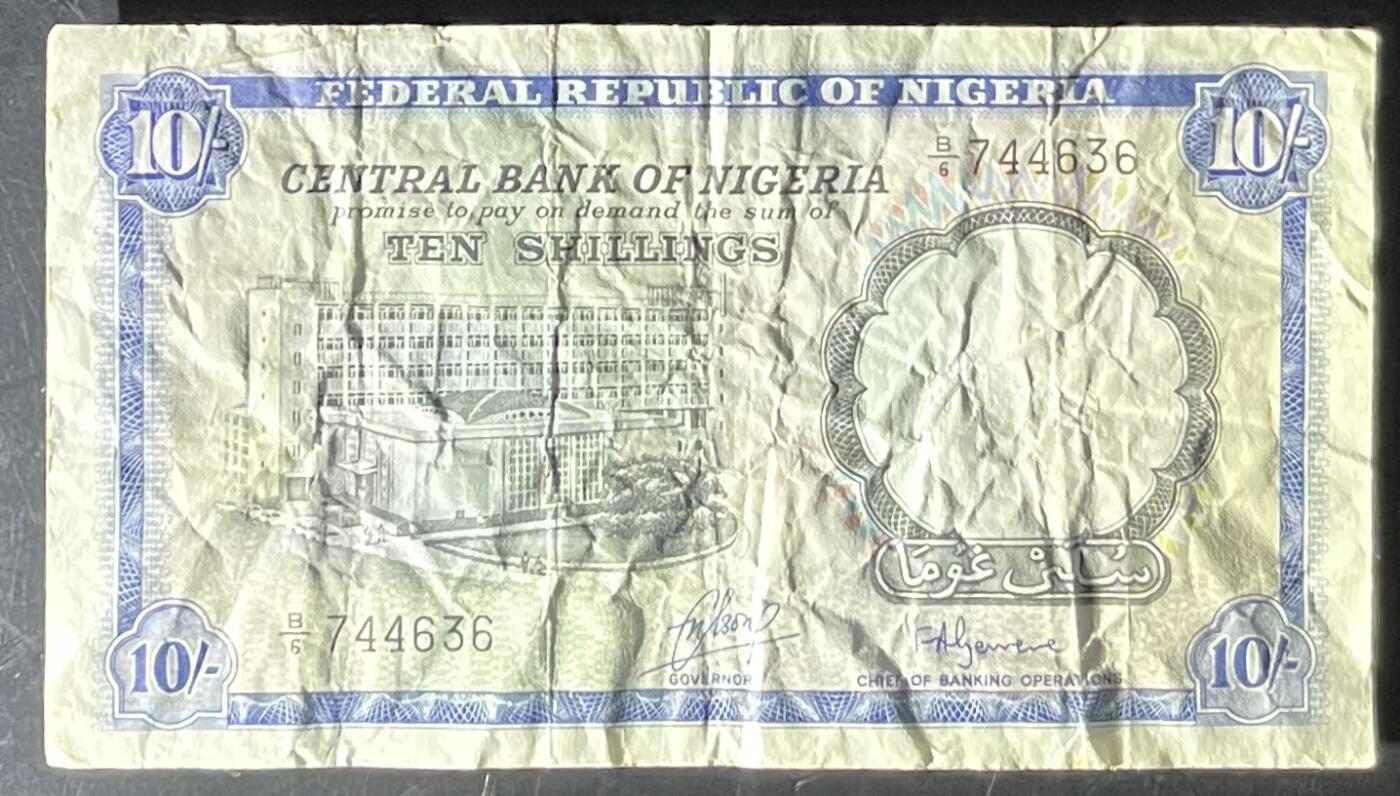 FEDERAL REPUBLIC OF NIGERIA
10/-
10/-
B/6 744636
CENTRAL BANK OF NIGERIA
promise to pay on demand the sum of
TEN SHILLINGS
سُلَيْ غُوْمَا
B/6 744636
GOVERNOR
CHIEF OF BANKING OPERATIONS
10/-
10/-